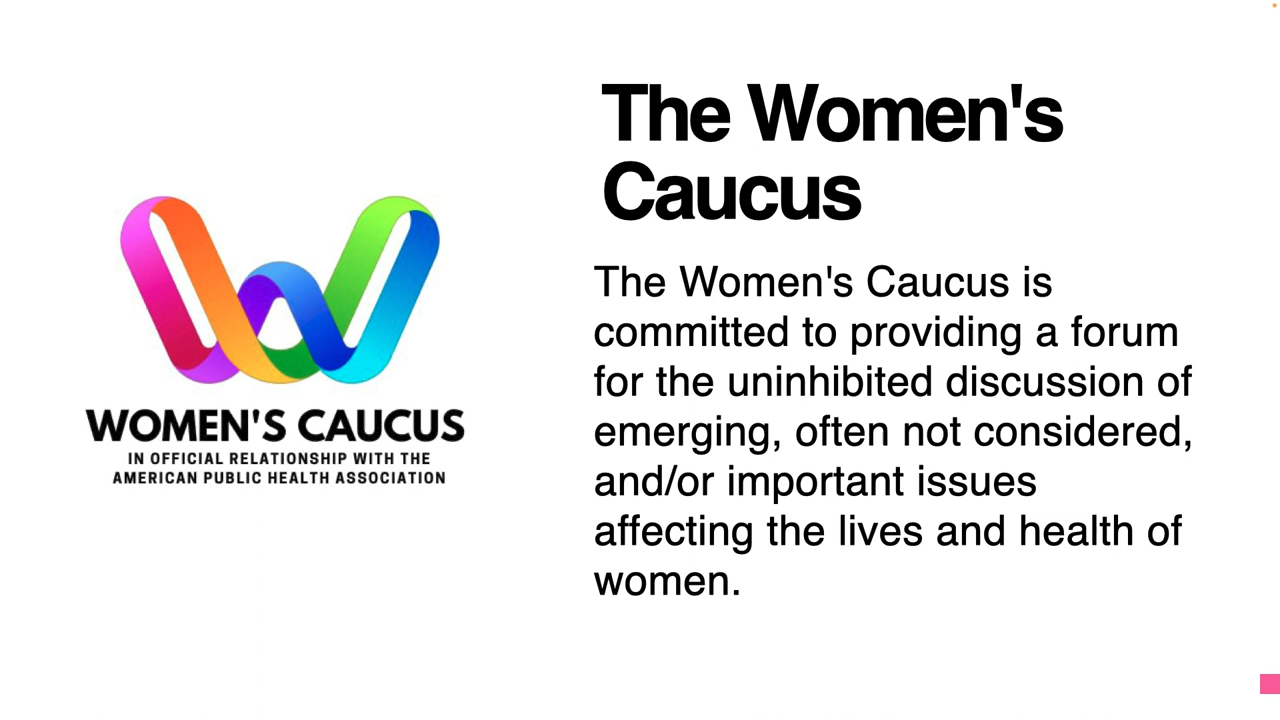 The Women's
Caucus
The Women's Caucus is
committed to providing a forum
for the uninhibited discussion of
emerging, often not considered,
and/or important issues
affecting the lives and health of
women.
WOMEN'S CAUCUS
IN OFFICIAL RELATIONSHIP WITH THE
AMERICAN PUBLIC HEALTH ASSOCIATION